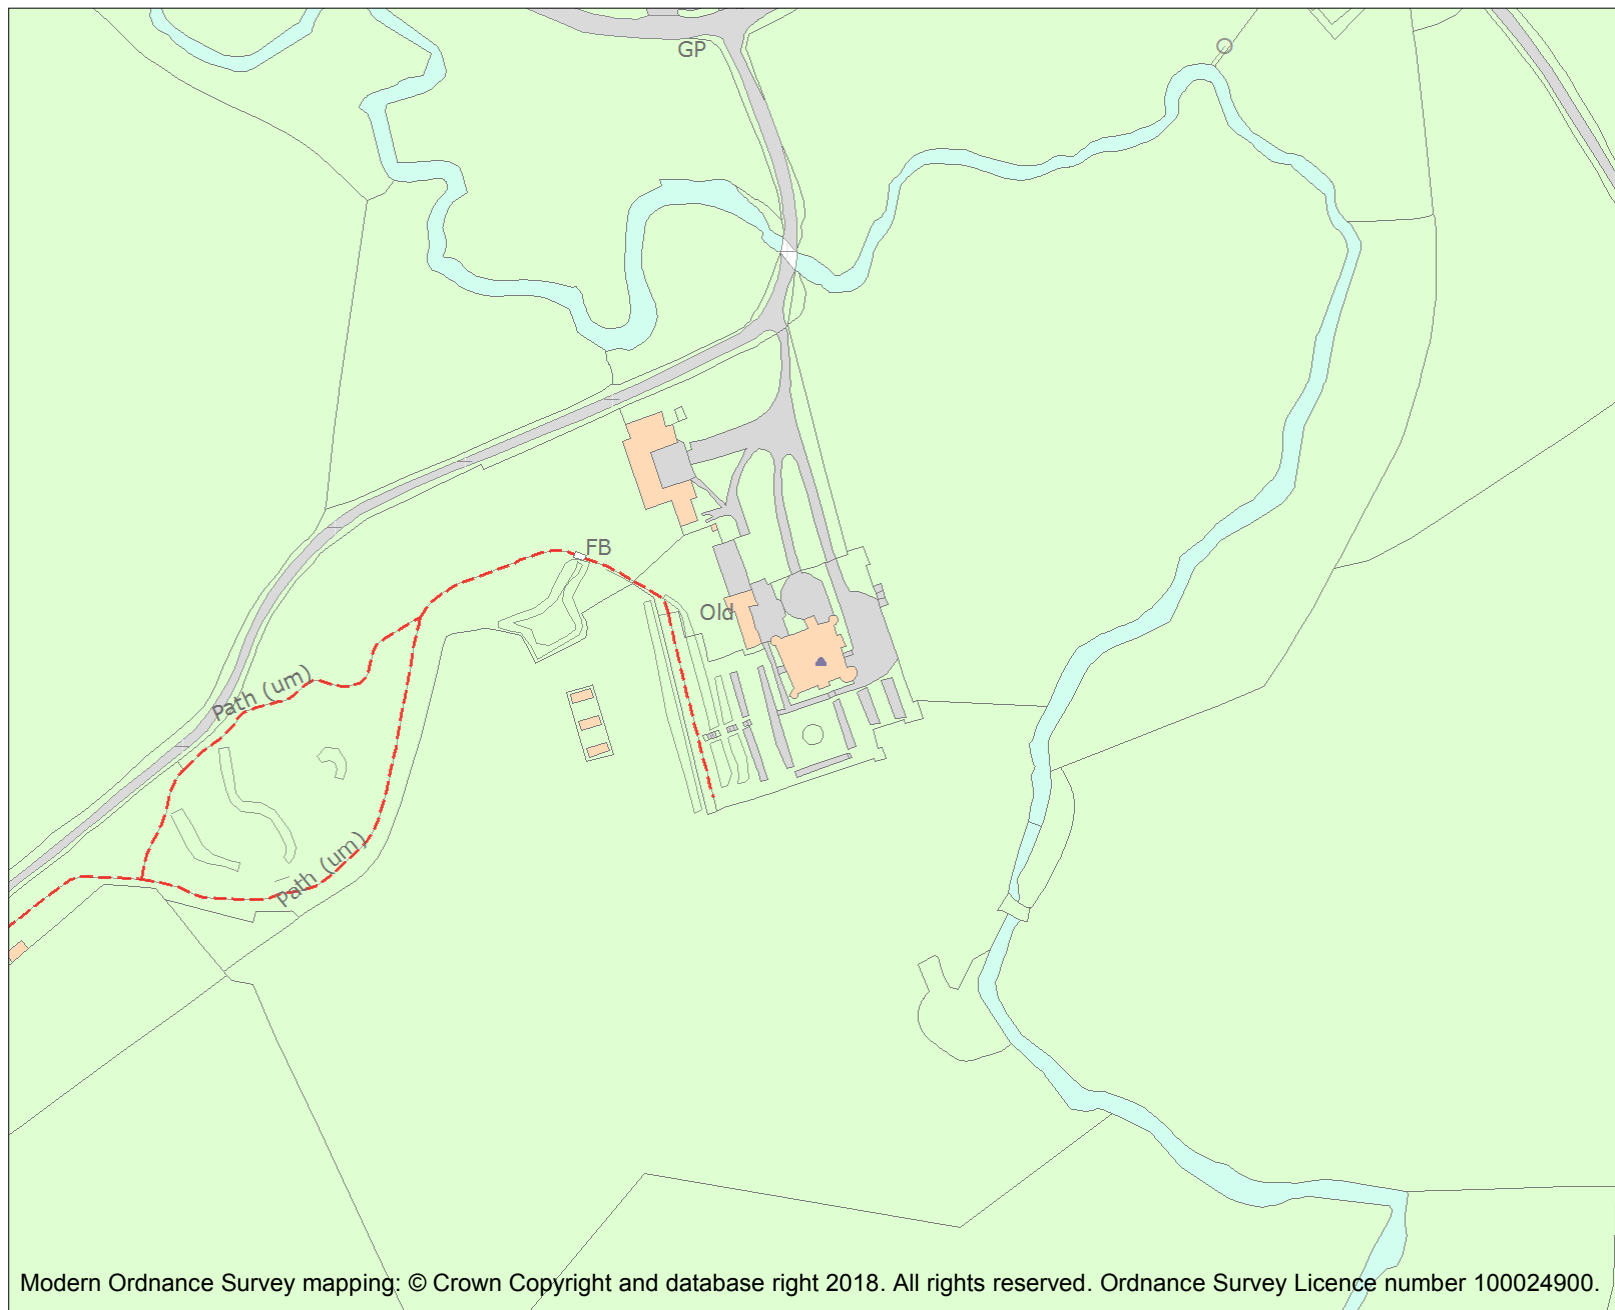 GP
FB
Old
Path (um)
Path (um)
Modern Ordnance Survey mapping: © Crown Copyright and database right 2018. All rights reserved. Ordnance Survey Licence number 100024900.